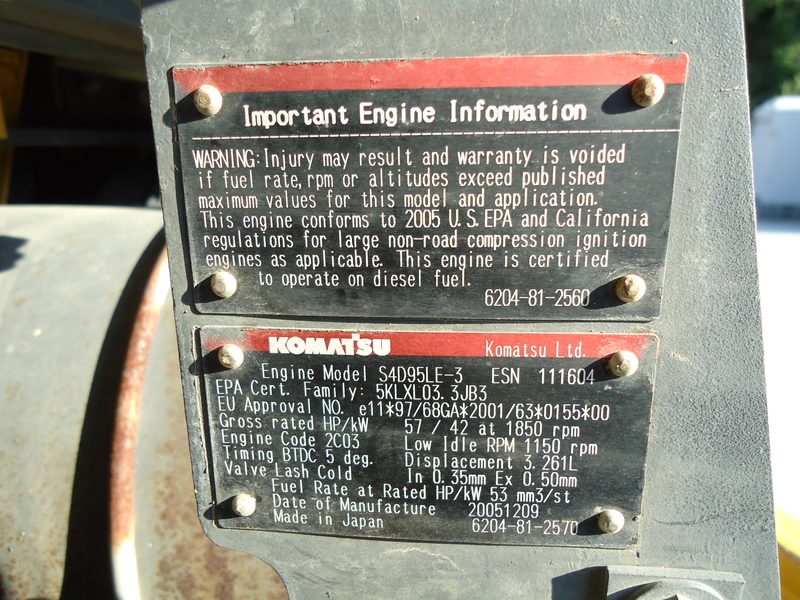 Important Engine Information
WARNING: Injury may result and warranty is voided
if fuel rate, rpm or altitudes exceed published
maximum values for this model and application.
This engine conforms to 2005 U.S. EPA and California
regulations for large non-road compression ignition
engines as applicable. This engine is certified
to operate on diesel fuel.
6204-81-2560
KOMATSU Komatsu Ltd.
Engine Model S4D95LE-3 ESN 111604
EPA Cert. Family: 5KLXL03.3JB3
EU Approval NO. e11*97/68GA*2001/63*0155*00
Gross rated HP/kW 57 / 42 at 1850 rpm
Engine Code 2C03 Low Idle RPM 1150 rpm
Timing BTDC 5 deg. Displacement 3.261L
Valve Lash Cold In 0.35mm Ex 0.50mm
Fuel Rate at Rated HP/kW 53 mm3/st
Date of Manufacture 20051209
Made in Japan 6204-81-2570